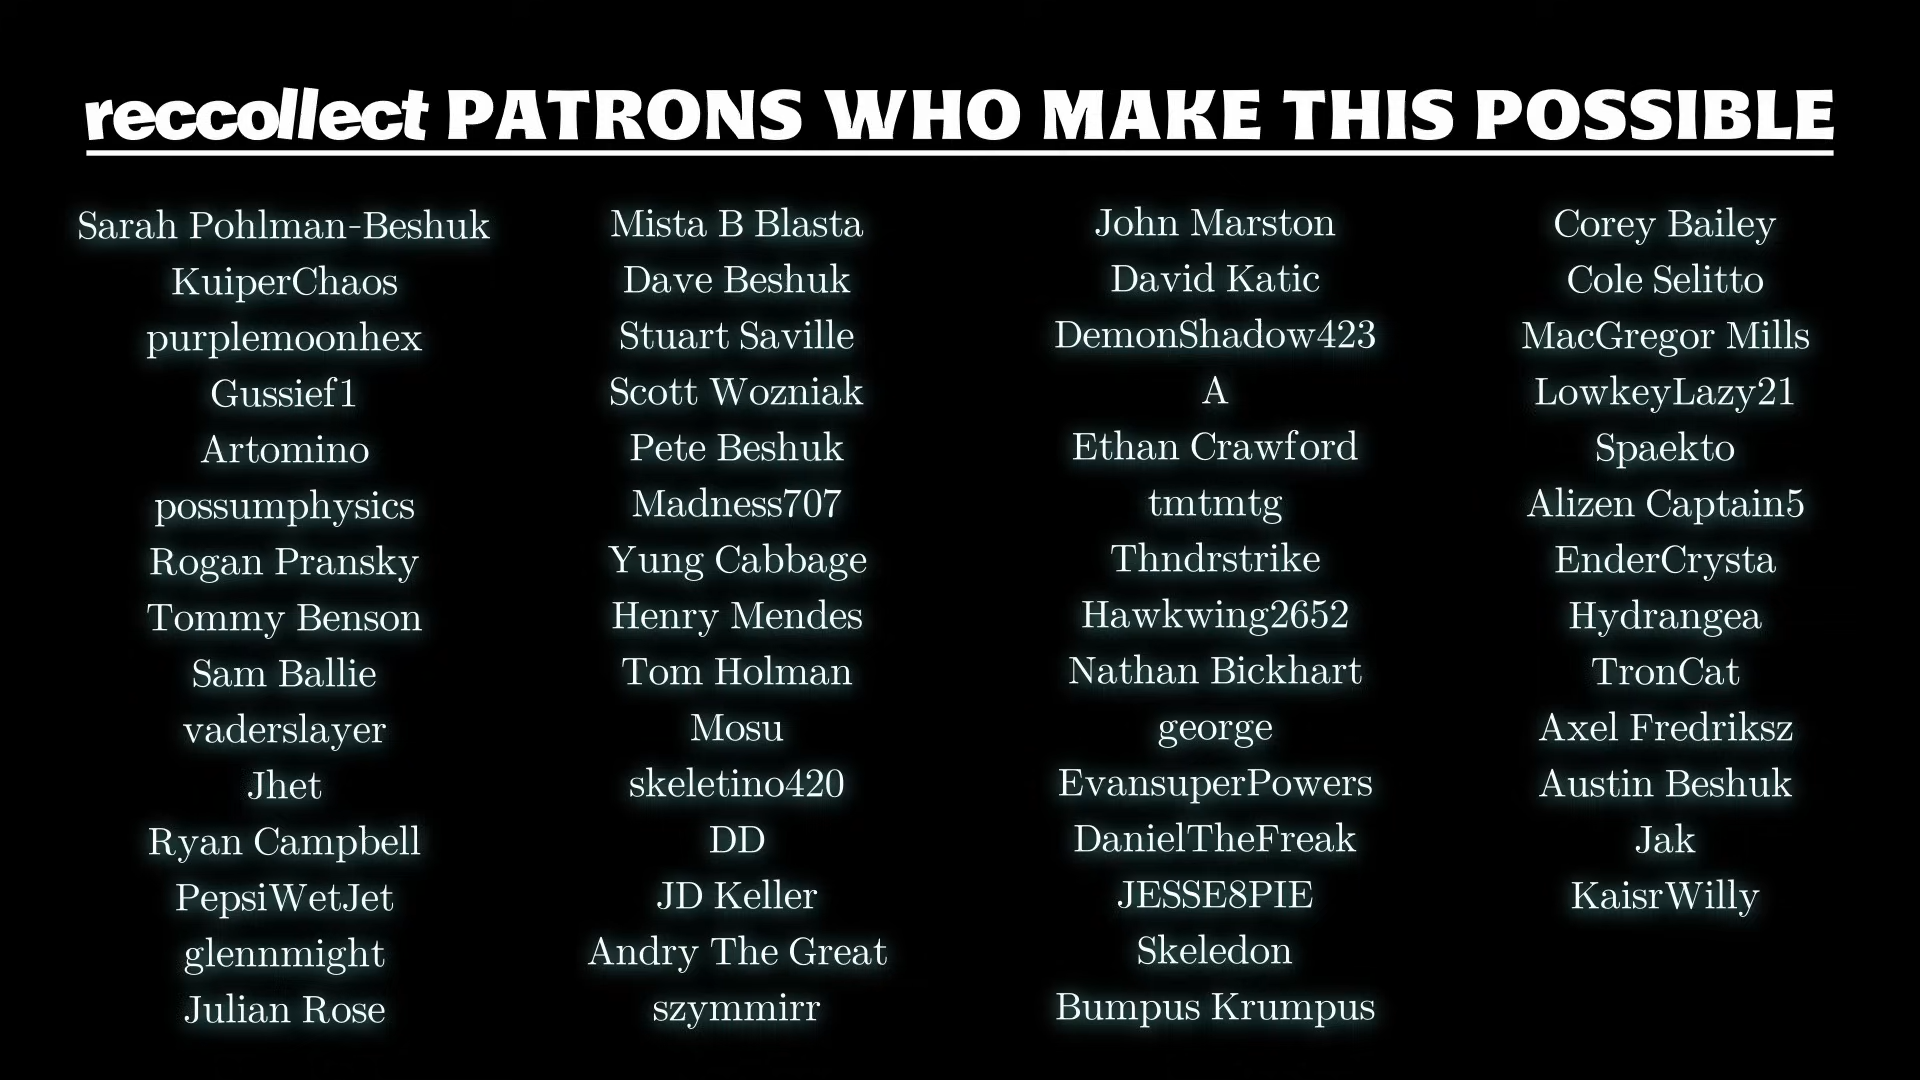 reccollect PATRONS WHO MAKE THIS POSSIBLE
Sarah Pohlman-Beshuk
KuiperChaos
purplemoonhex
Gussief1
Artomino
possumphysics
Rogan Pransky
Tommy Benson
Sam Ballie
vaderslayer
Jhet
Ryan Campbell
PepsiWetJet
glennmight
Julian Rose
Mista B Blasta
Dave Beshuk
Stuart Saville
Scott Wozniak
Pete Beshuk
Madness707
Yung Cabbage
Henry Mendes
Tom Holman
Mosu
skeletino420
DD
JD Keller
Andry The Great
szymmirr
John Marston
David Katic
DemonShadow423
A
Ethan Crawford
tmtmtg
Thndrstrike
Hawkwing2652
Nathan Bickhart
george
EvansuperPowers
DanielTheFreak
JESSE8PIE
Skeledon
Bumpus Krumpus
Corey Bailey
Cole Selitto
MacGregor Mills
LowkeyLazy21
Spaekto
Alizen Captain5
EnderCrysta
Hydrangea
TronCat
Axel Fredriksz
Austin Beshuk
Jak
KaisrWilly